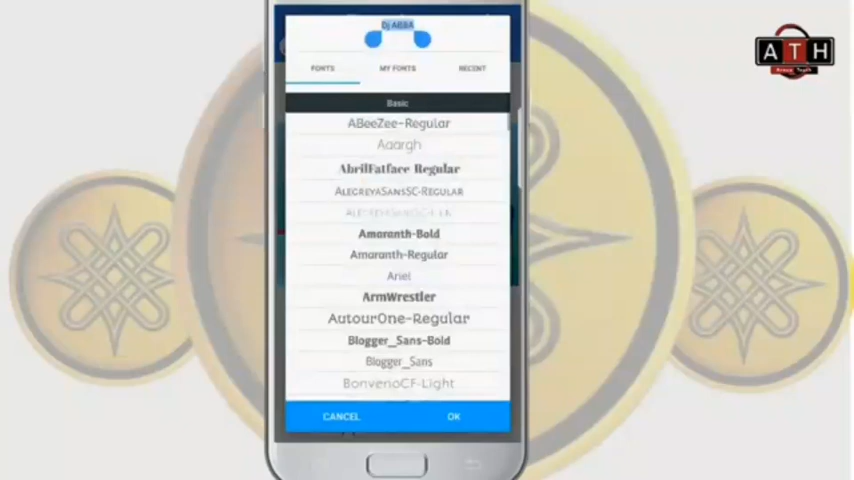 Dj ABBA
FONTS
MY FONTS
RECENT
Basic
ABeeZee-Regular
Aaargh
AbrilFatface Regular
AlegreyaSansSC-Regular
Amaranth-Bold
Amaranth-Regular
Ariel
ArmWrestler
AutourOne-Regular
Blogger_Sans-Bold
Blogger_Sans
BonvenoCF-Light
CANCEL
OK
ATH